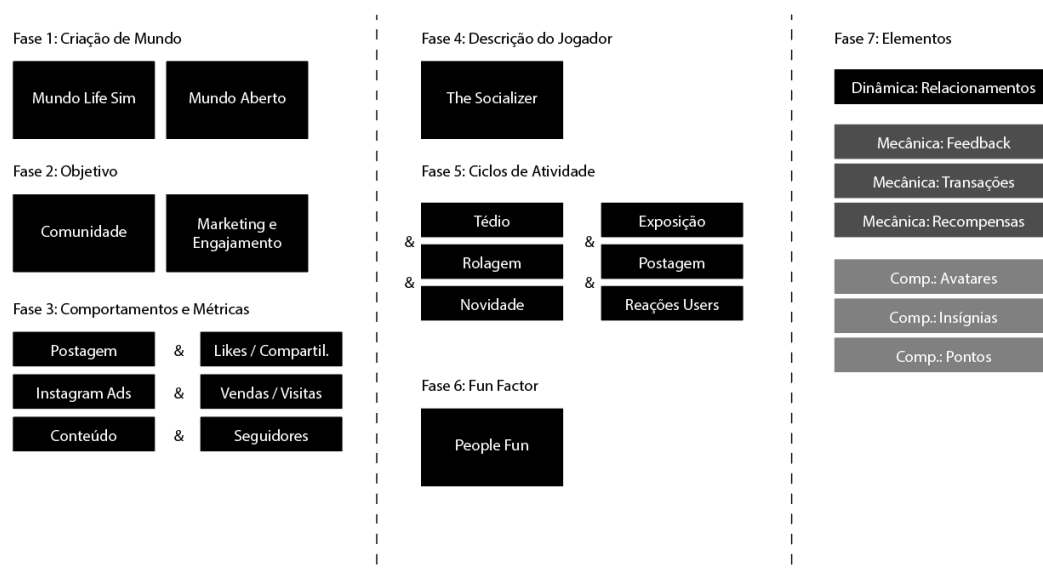 Fase 1: Criação de Mundo
Mundo Life Sim
Mundo Aberto
Fase 2: Objetivo
Comunidade
Marketing e
Engajamento
Fase 3: Comportamentos e Métricas
Postagem & Likes / Compartil.
Instagram Ads & Vendas / Visitas
Conteúdo & Seguidores
Fase 4: Descrição do Jogador
The Socializer
Fase 5: Ciclos de Atividade
Tédio
&
Rolagem
&
Novidade
Exposição
&
Postagem
&
Reações Users
Fase 6: Fun Factor
People Fun
Fase 7: Elementos
Dinâmica: Relacionamentos
Mecânica: Feedback
Mecânica: Transações
Mecânica: Recompensas
Comp.: Avatares
Comp.: Insígnias
Comp.: Pontos